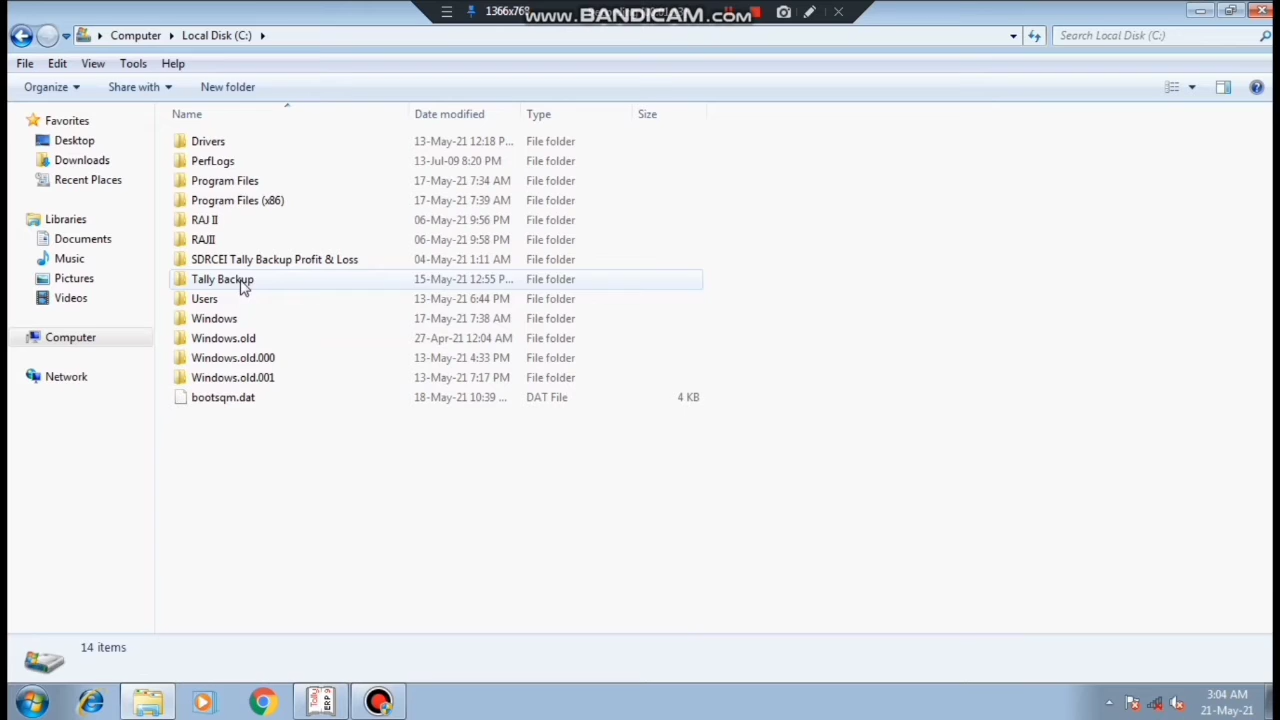 1366x768
www.BANDICAM.com
Computer
Local Disk (C:)
Search Local Disk (C:)
File Edit View Tools Help
Organize Share with New folder
Name Date modified Type Size
Favorites
Desktop
Downloads
Recent Places
Libraries
Documents
Music
Pictures
Videos
Computer
Network
Drivers 13-May-21 12:18 P... File folder
PerfLogs 13-Jul-09 8:20 PM File folder
Program Files 17-May-21 7:34 AM File folder
Program Files (x86) 17-May-21 7:39 AM File folder
RAJ II 06-May-21 9:56 PM File folder
RAJII 06-May-21 9:58 PM File folder
SDRCEI Tally Backup Profit & Loss 04-May-21 1:11 AM File folder
Tally Backup 15-May-21 12:55 P... File folder
Users 13-May-21 6:44 PM File folder
Windows 17-May-21 7:38 AM File folder
Windows.old 27-Apr-21 12:04 AM File folder
Windows.old.000 13-May-21 4:33 PM File folder
Windows.old.001 13-May-21 7:17 PM File folder
bootsqm.dat 18-May-21 10:39 ... DAT File 4 KB
14 items
Tally ERP 9
3:04 AM
21-May-21